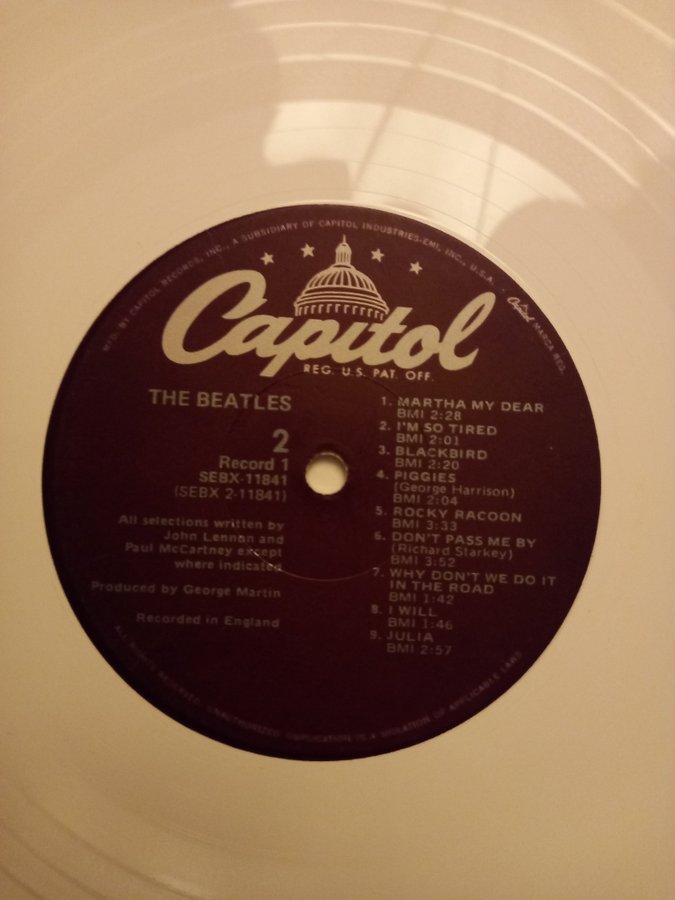 MFD. BY CAPITOL RECORDS, INC., A SUBSIDIARY OF CAPITOL INDUSTRIES-EMI, INC., U.S.A.
Capitol MARCA REG.
Capitol
REG. U.S. PAT. OFF.
THE BEATLES
2
Record 1
SEBX-11841
(SEBX 2-11841)
All selections written by
John Lennon and
Paul McCartney except
where indicated
Produced by George Martin
Recorded in England
1. MARTHA MY DEAR
BMI 2:28
2. I'M SO TIRED
BMI 2:01
3. BLACKBIRD
BMI 2:20
4. PIGGIES
(George Harrison)
BMI 2:04
5. ROCKY RACOON
BMI 3:33
6. DON'T PASS ME BY
(Richard Starkey)
BMI 3:52
7. WHY DON'T WE DO IT
IN THE ROAD
BMI 1:42
8. I WILL
BMI 1:46
9. JULIA
BMI 2:57
ALL RIGHTS RESERVED. UNAUTHORIZED DUPLICATION IS A VIOLATION OF APPLICABLE LAWS